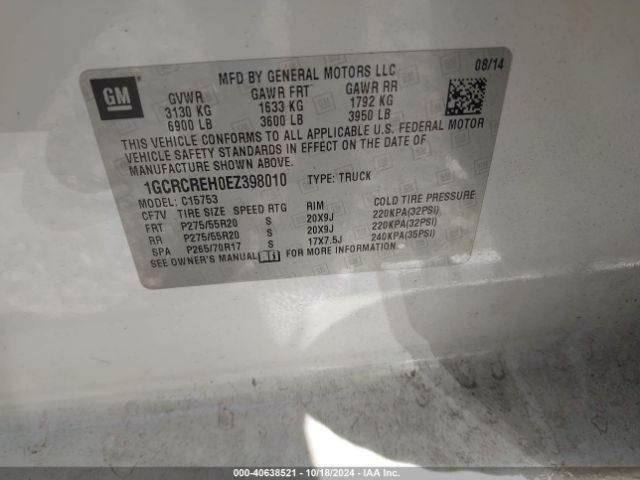 GM
MFD BY GENERAL MOTORS LLC 08/14
GVWR GAWR FRT GAWR RR
3130 KG 1633 KG 1792 KG
6900 LB 3600 LB 3950 LB
THIS VEHICLE CONFORMS TO ALL APPLICABLE U.S. FEDERAL MOTOR
VEHICLE SAFETY STANDARDS IN EFFECT ON THE DATE OF
MANUFACTURE SHOWN ABOVE.
1GCRCREH0EZ398010 TYPE: TRUCK
MODEL: C15753
CF7V TIRE SIZE SPEED RTG RIM COLD TIRE PRESSURE
FRT P275/55R20 S 20X9J 220KPA(32PSI)
RR P275/55R20 S 20X9J 220KPA(32PSI)
SPA P265/70R17 S 17X7.5J 240KPA(35PSI)
SEE OWNER'S MANUAL FOR MORE INFORMATION.
000-40638521 | 10/18/2024 | IAA Inc.